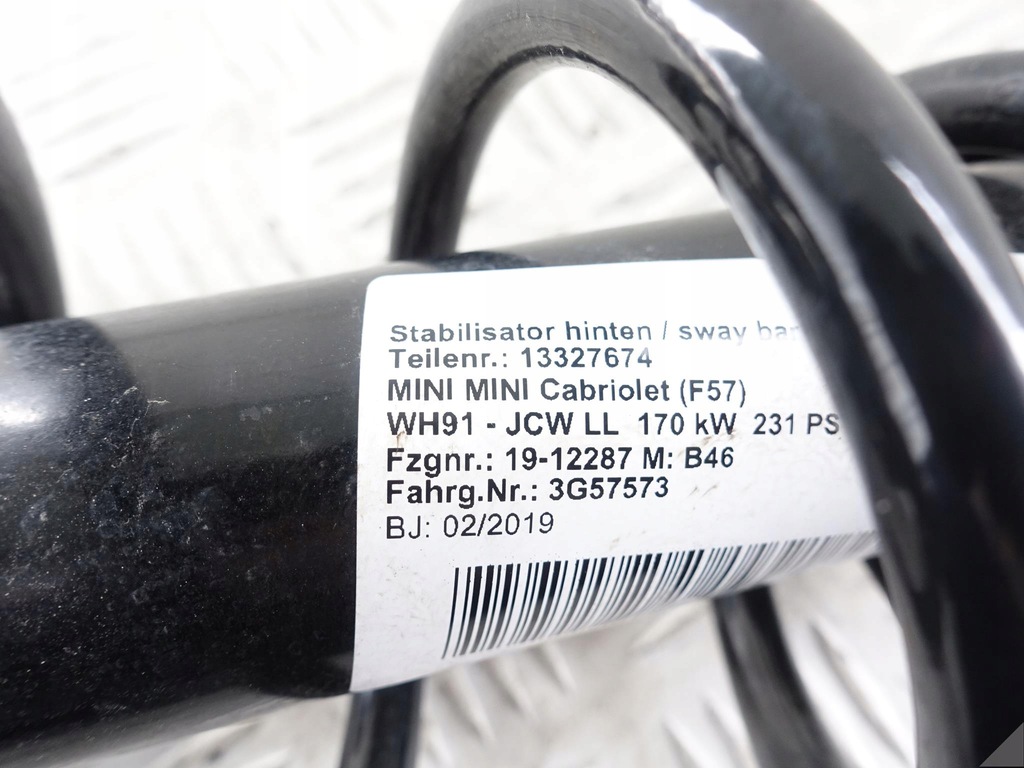 Stabilisator hinten / sway bar
Teilenr.: 13327674
MINI MINI Cabriolet (F57)
WH91 - JCW LL 170 kW 231 PS
Fzgnr.: 19-12287 M: B46
Fahrg.Nr.: 3G57573
BJ: 02/2019